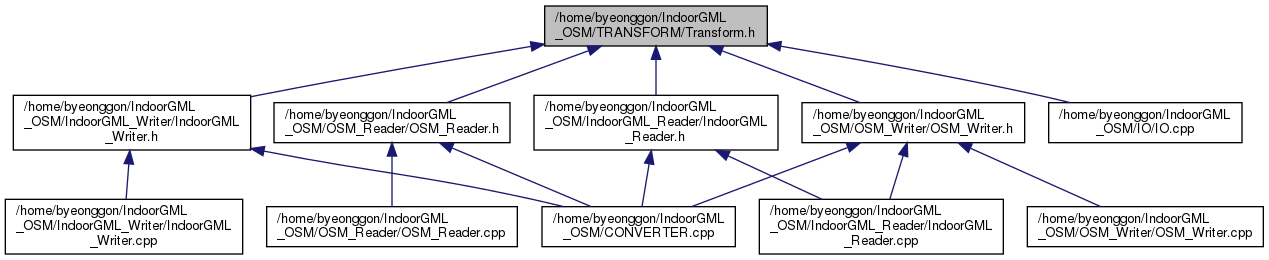 /home/byeonggon/IndoorGML
_OSM/TRANSFORM/Transform.h
/home/byeonggon/IndoorGML
_OSM/IndoorGML_Writer/IndoorGML
_Writer.h
/home/byeonggon/IndoorGML
_OSM/OSM_Reader/OSM_Reader.h
/home/byeonggon/IndoorGML
_OSM/IndoorGML_Reader/IndoorGML
_Reader.h
/home/byeonggon/IndoorGML
_OSM/OSM_Writer/OSM_Writer.h
/home/byeonggon/IndoorGML
_OSM/IO/IO.cpp
/home/byeonggon/IndoorGML
_OSM/IndoorGML_Writer/IndoorGML
_Writer.cpp
/home/byeonggon/IndoorGML
_OSM/OSM_Reader/OSM_Reader.cpp
/home/byeonggon/IndoorGML
_OSM/CONVERTER.cpp
/home/byeonggon/IndoorGML
_OSM/IndoorGML_Reader/IndoorGML
_Reader.cpp
/home/byeonggon/IndoorGML
_OSM/OSM_Writer/OSM_Writer.cpp